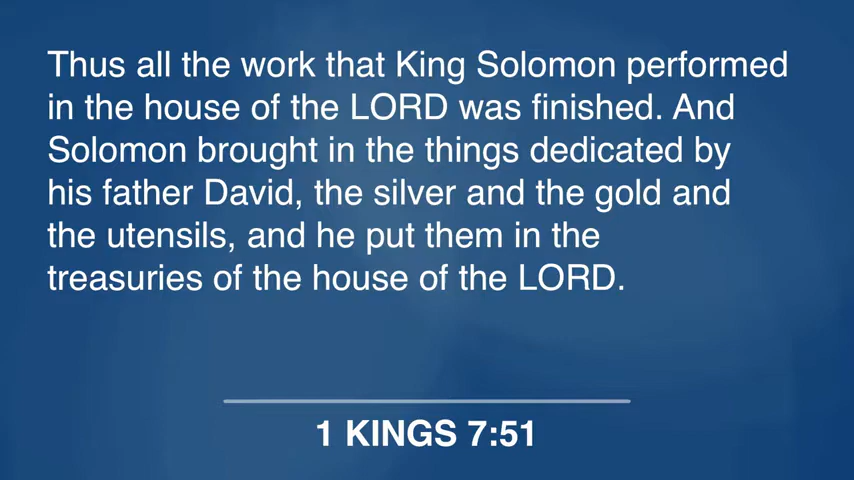 Thus all the work that King Solomon performed
in the house of the LORD was finished. And
Solomon brought in the things dedicated by
his father David, the silver and the gold and
the utensils, and he put them in the
treasuries of the house of the LORD.
1 KINGS 7:51